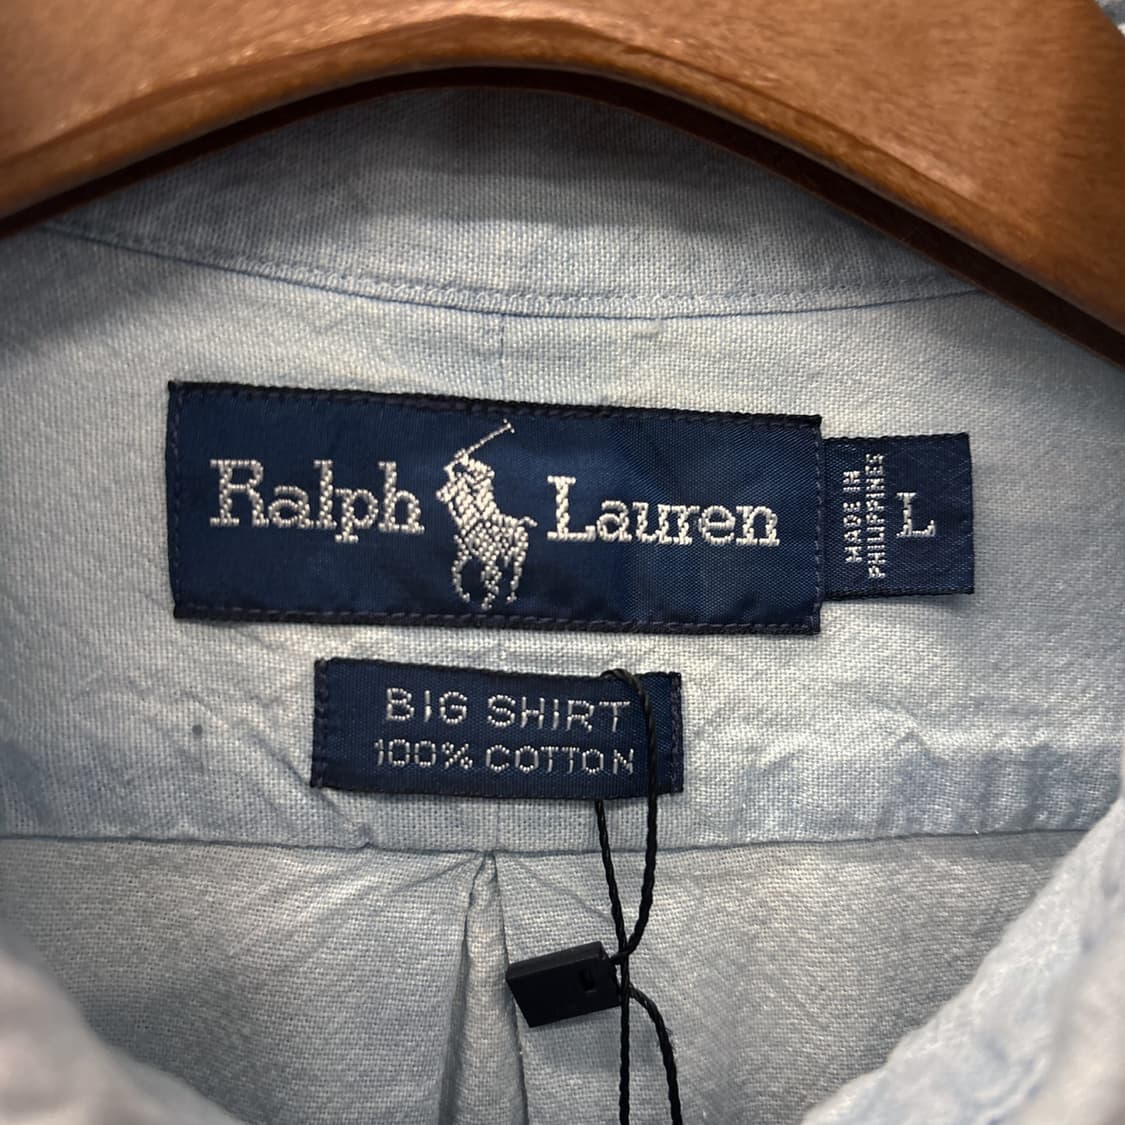 Ralph Lauren
MADE IN
PHILIPPINES
L
BIG SHIRT
100% COTTON